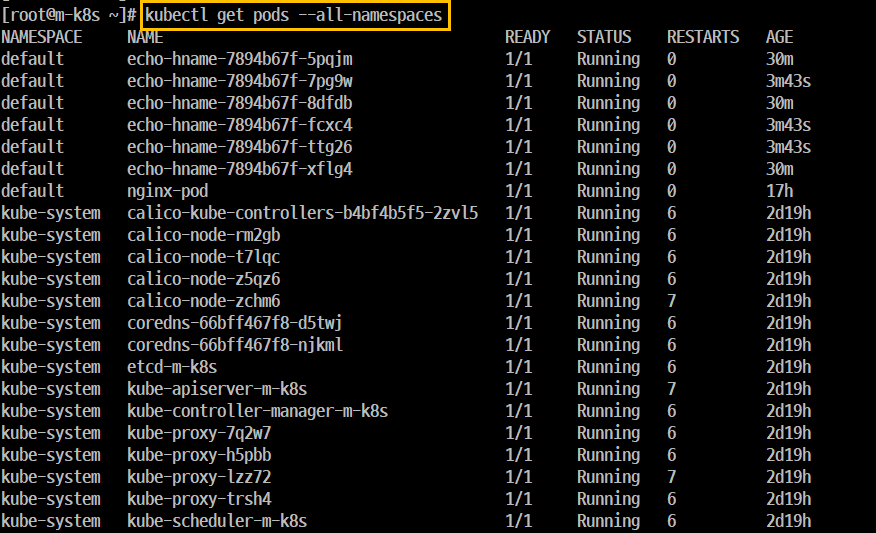 [root@m-k8s ~]# kubectl get pods --all-namespaces
NAMESPACE NAME READY STATUS RESTARTS AGE
default echo-hname-7894b67f-5pqjm 1/1 Running 0 30m
default echo-hname-7894b67f-7pg9w 1/1 Running 0 3m43s
default echo-hname-7894b67f-8dfdb 1/1 Running 0 30m
default echo-hname-7894b67f-fcxc4 1/1 Running 0 3m43s
default echo-hname-7894b67f-ttg26 1/1 Running 0 3m43s
default echo-hname-7894b67f-xflg4 1/1 Running 0 30m
default nginx-pod 1/1 Running 0 17h
kube-system calico-kube-controllers-b4bf4b5f5-2zvl5 1/1 Running 6 2d19h
kube-system calico-node-rm2gb 1/1 Running 6 2d19h
kube-system calico-node-t7lqc 1/1 Running 6 2d19h
kube-system calico-node-z5qz6 1/1 Running 6 2d19h
kube-system calico-node-zchm6 1/1 Running 7 2d19h
kube-system coredns-66bff467f8-d5twj 1/1 Running 6 2d19h
kube-system coredns-66bff467f8-njkml 1/1 Running 6 2d19h
kube-system etcd-m-k8s 1/1 Running 6 2d19h
kube-system kube-apiserver-m-k8s 1/1 Running 7 2d19h
kube-system kube-controller-manager-m-k8s 1/1 Running 6 2d19h
kube-system kube-proxy-7q2w7 1/1 Running 6 2d19h
kube-system kube-proxy-h5pbb 1/1 Running 6 2d19h
kube-system kube-proxy-lzz72 1/1 Running 7 2d19h
kube-system kube-proxy-trsh4 1/1 Running 6 2d19h
kube-system kube-scheduler-m-k8s 1/1 Running 6 2d19h